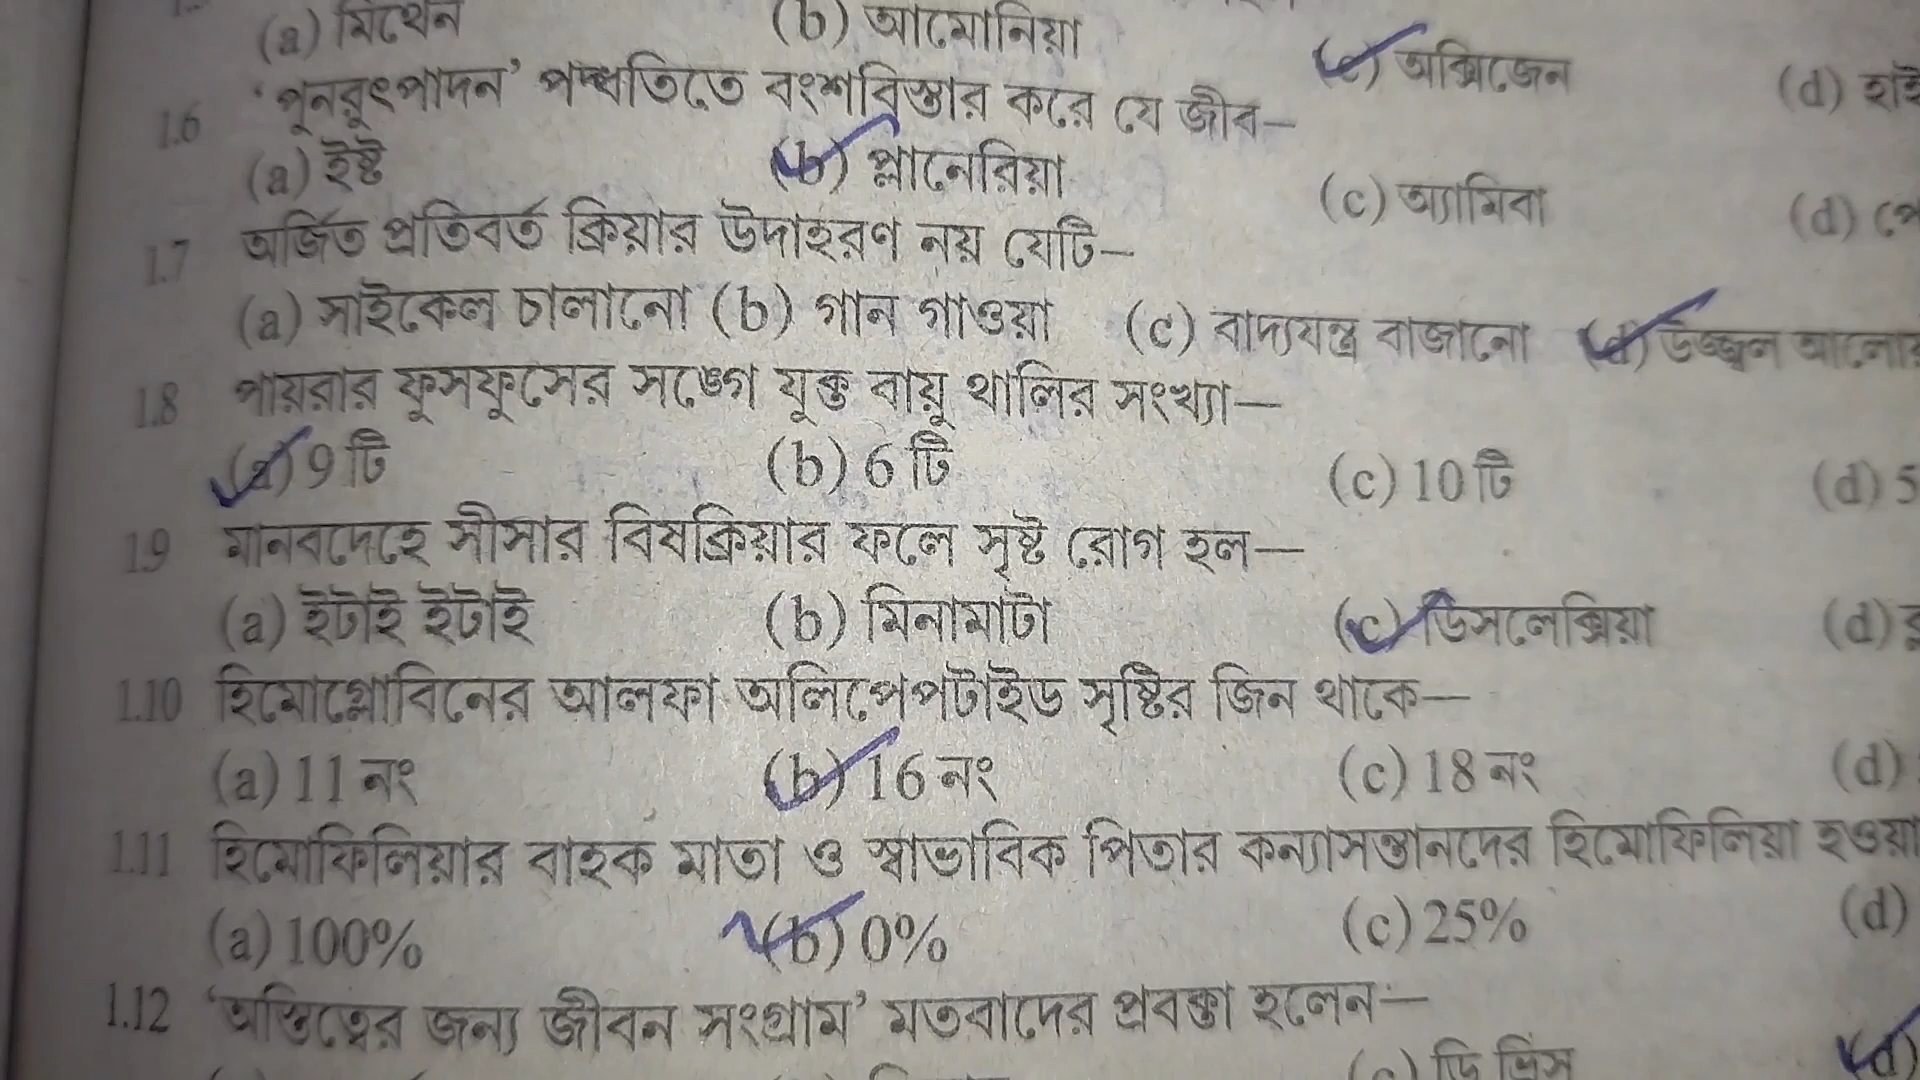 (a) মিথেন (b) আমোনিয়া (c) অক্সিজেন (d)
1.6 'পুনরুৎপাদন' পদ্ধতিতে বংশবিস্তার করে যে জীব—
(a) ইষ্ট (b) প্লানেরিয়া (c) অ্যামিবা (d)
1.7 অর্জিত প্রতিবর্ত ক্রিয়ার উদাহরণ নয় যেটি—
(a) সাইকেল চালানো (b) গান গাওয়া (c) বাদ্যযন্ত্র বাজানো (d) উজ্জ্বল আলোর
1.8 পায়রার ফুসফুসের সঙ্গে যুক্ত বায়ু থালির সংখ্যা—
(a) 9 টি (b) 6 টি (c) 10 টি (d) 5
1.9 মানবদেহে সীসার বিষক্রিয়ার ফলে সৃষ্ট রোগ হল—
(a) ইটাই ইটাই (b) মিনামাটা (c) ডিসলেক্সিয়া (d)
1.10 হিমোগ্লোবিনের আলফা অলিপেপটাইড সৃষ্টির জিন থাকে—
(a) 11 নং (b) 16 নং (c) 18 নং (d)
1.11 হিমোফিলিয়ার বাহক মাতা ও স্বাভাবিক পিতার কন্যাসন্তানদের হিমোফিলিয়া হওয়া
(a) 100% (b) 0% (c) 25% (d)
1.12 'অস্তিত্বের জন্য জীবন সংগ্রাম' মতবাদের প্রবক্তা হলেন—
(c) ডি ভ্রিস (d)